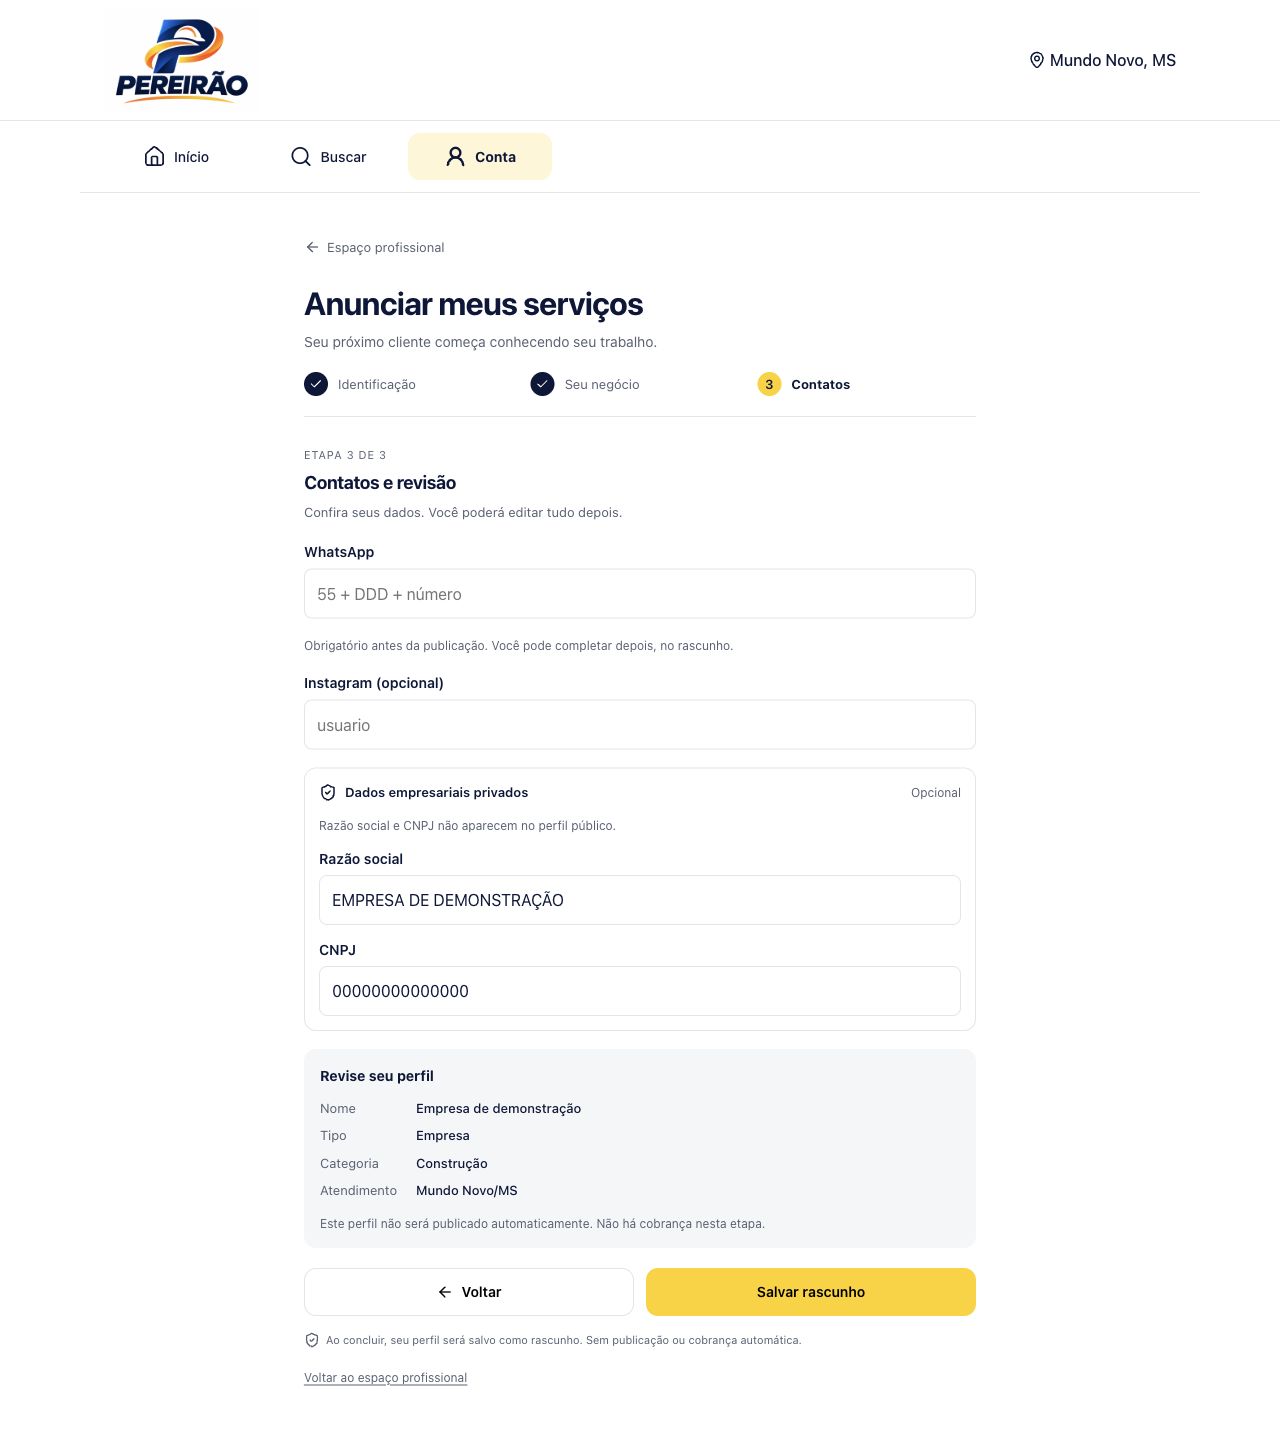 PEREIRÃO
Mundo Novo, MS
Início
Buscar
Conta
Espaço profissional
Anunciar meus serviços
Seu próximo cliente começa conhecendo seu trabalho.
Identificação
Seu negócio
3 Contatos
ETAPA 3 DE 3
Contatos e revisão
Confira seus dados. Você poderá editar tudo depois.
WhatsApp
55 + DDD + número
Obrigatório antes da publicação. Você pode completar depois, no rascunho.
Instagram (opcional)
usuario
Dados empresariais privados
Opcional
Razão social e CNPJ não aparecem no perfil público.
Razão social
EMPRESA DE DEMONSTRAÇÃO
CNPJ
00000000000000
Revise seu perfil
Nome Empresa de demonstração
Tipo Empresa
Categoria Construção
Atendimento Mundo Novo/MS
Este perfil não será publicado automaticamente. Não há cobrança nesta etapa.
Voltar
Salvar rascunho
Ao concluir, seu perfil será salvo como rascunho. Sem publicação ou cobrança automática.
Voltar ao espaço profissional